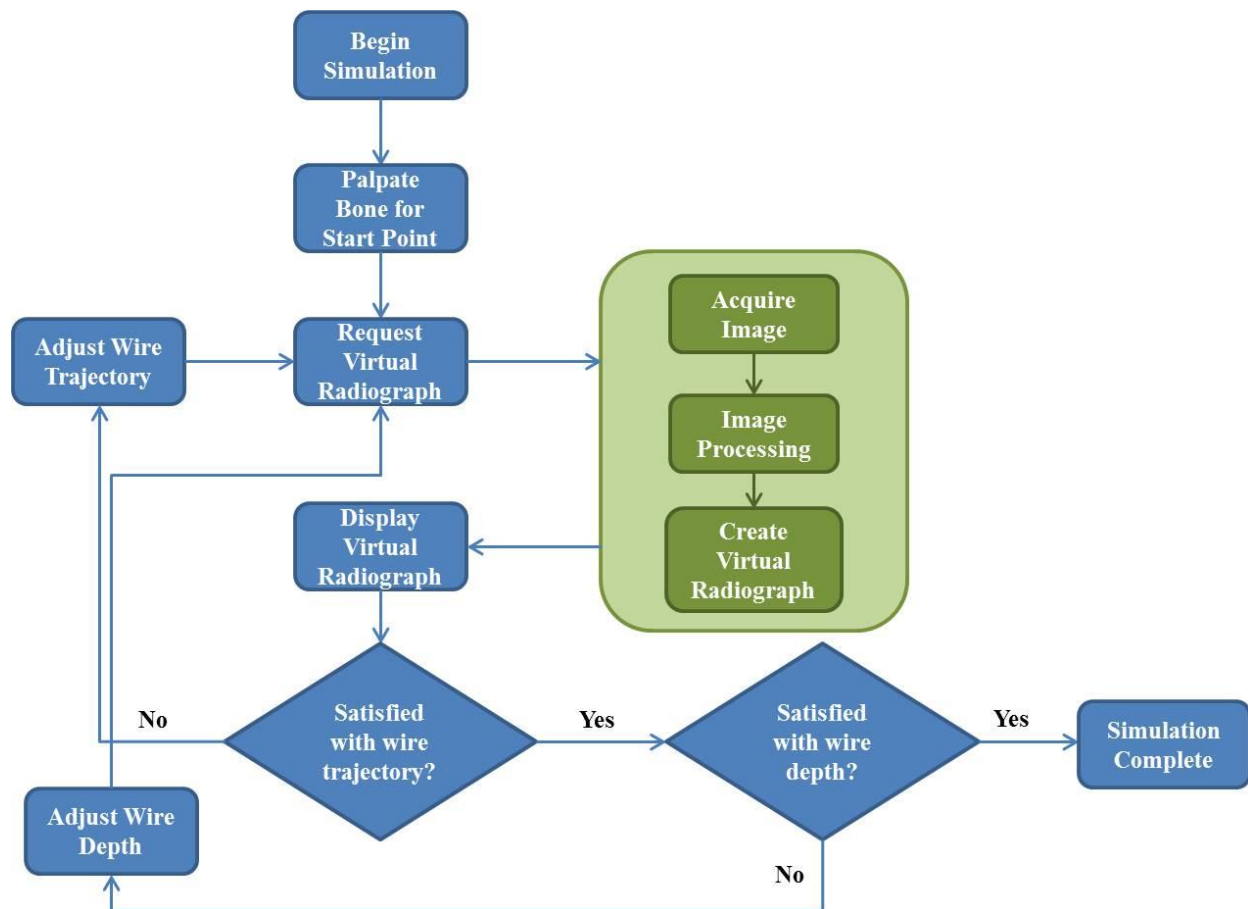 Begin
Simulation
Palpate
Bone for
Start Point
Adjust Wire
Trajectory
Request
Virtual
Radiograph
Acquire
Image
Image
Processing
Create
Virtual
Radiograph
Display
Virtual
Radiograph
No
Satisfied
with wire
trajectory?
Yes
Satisfied
with wire
depth?
Yes
Simulation
Complete
Adjust Wire
Depth
No